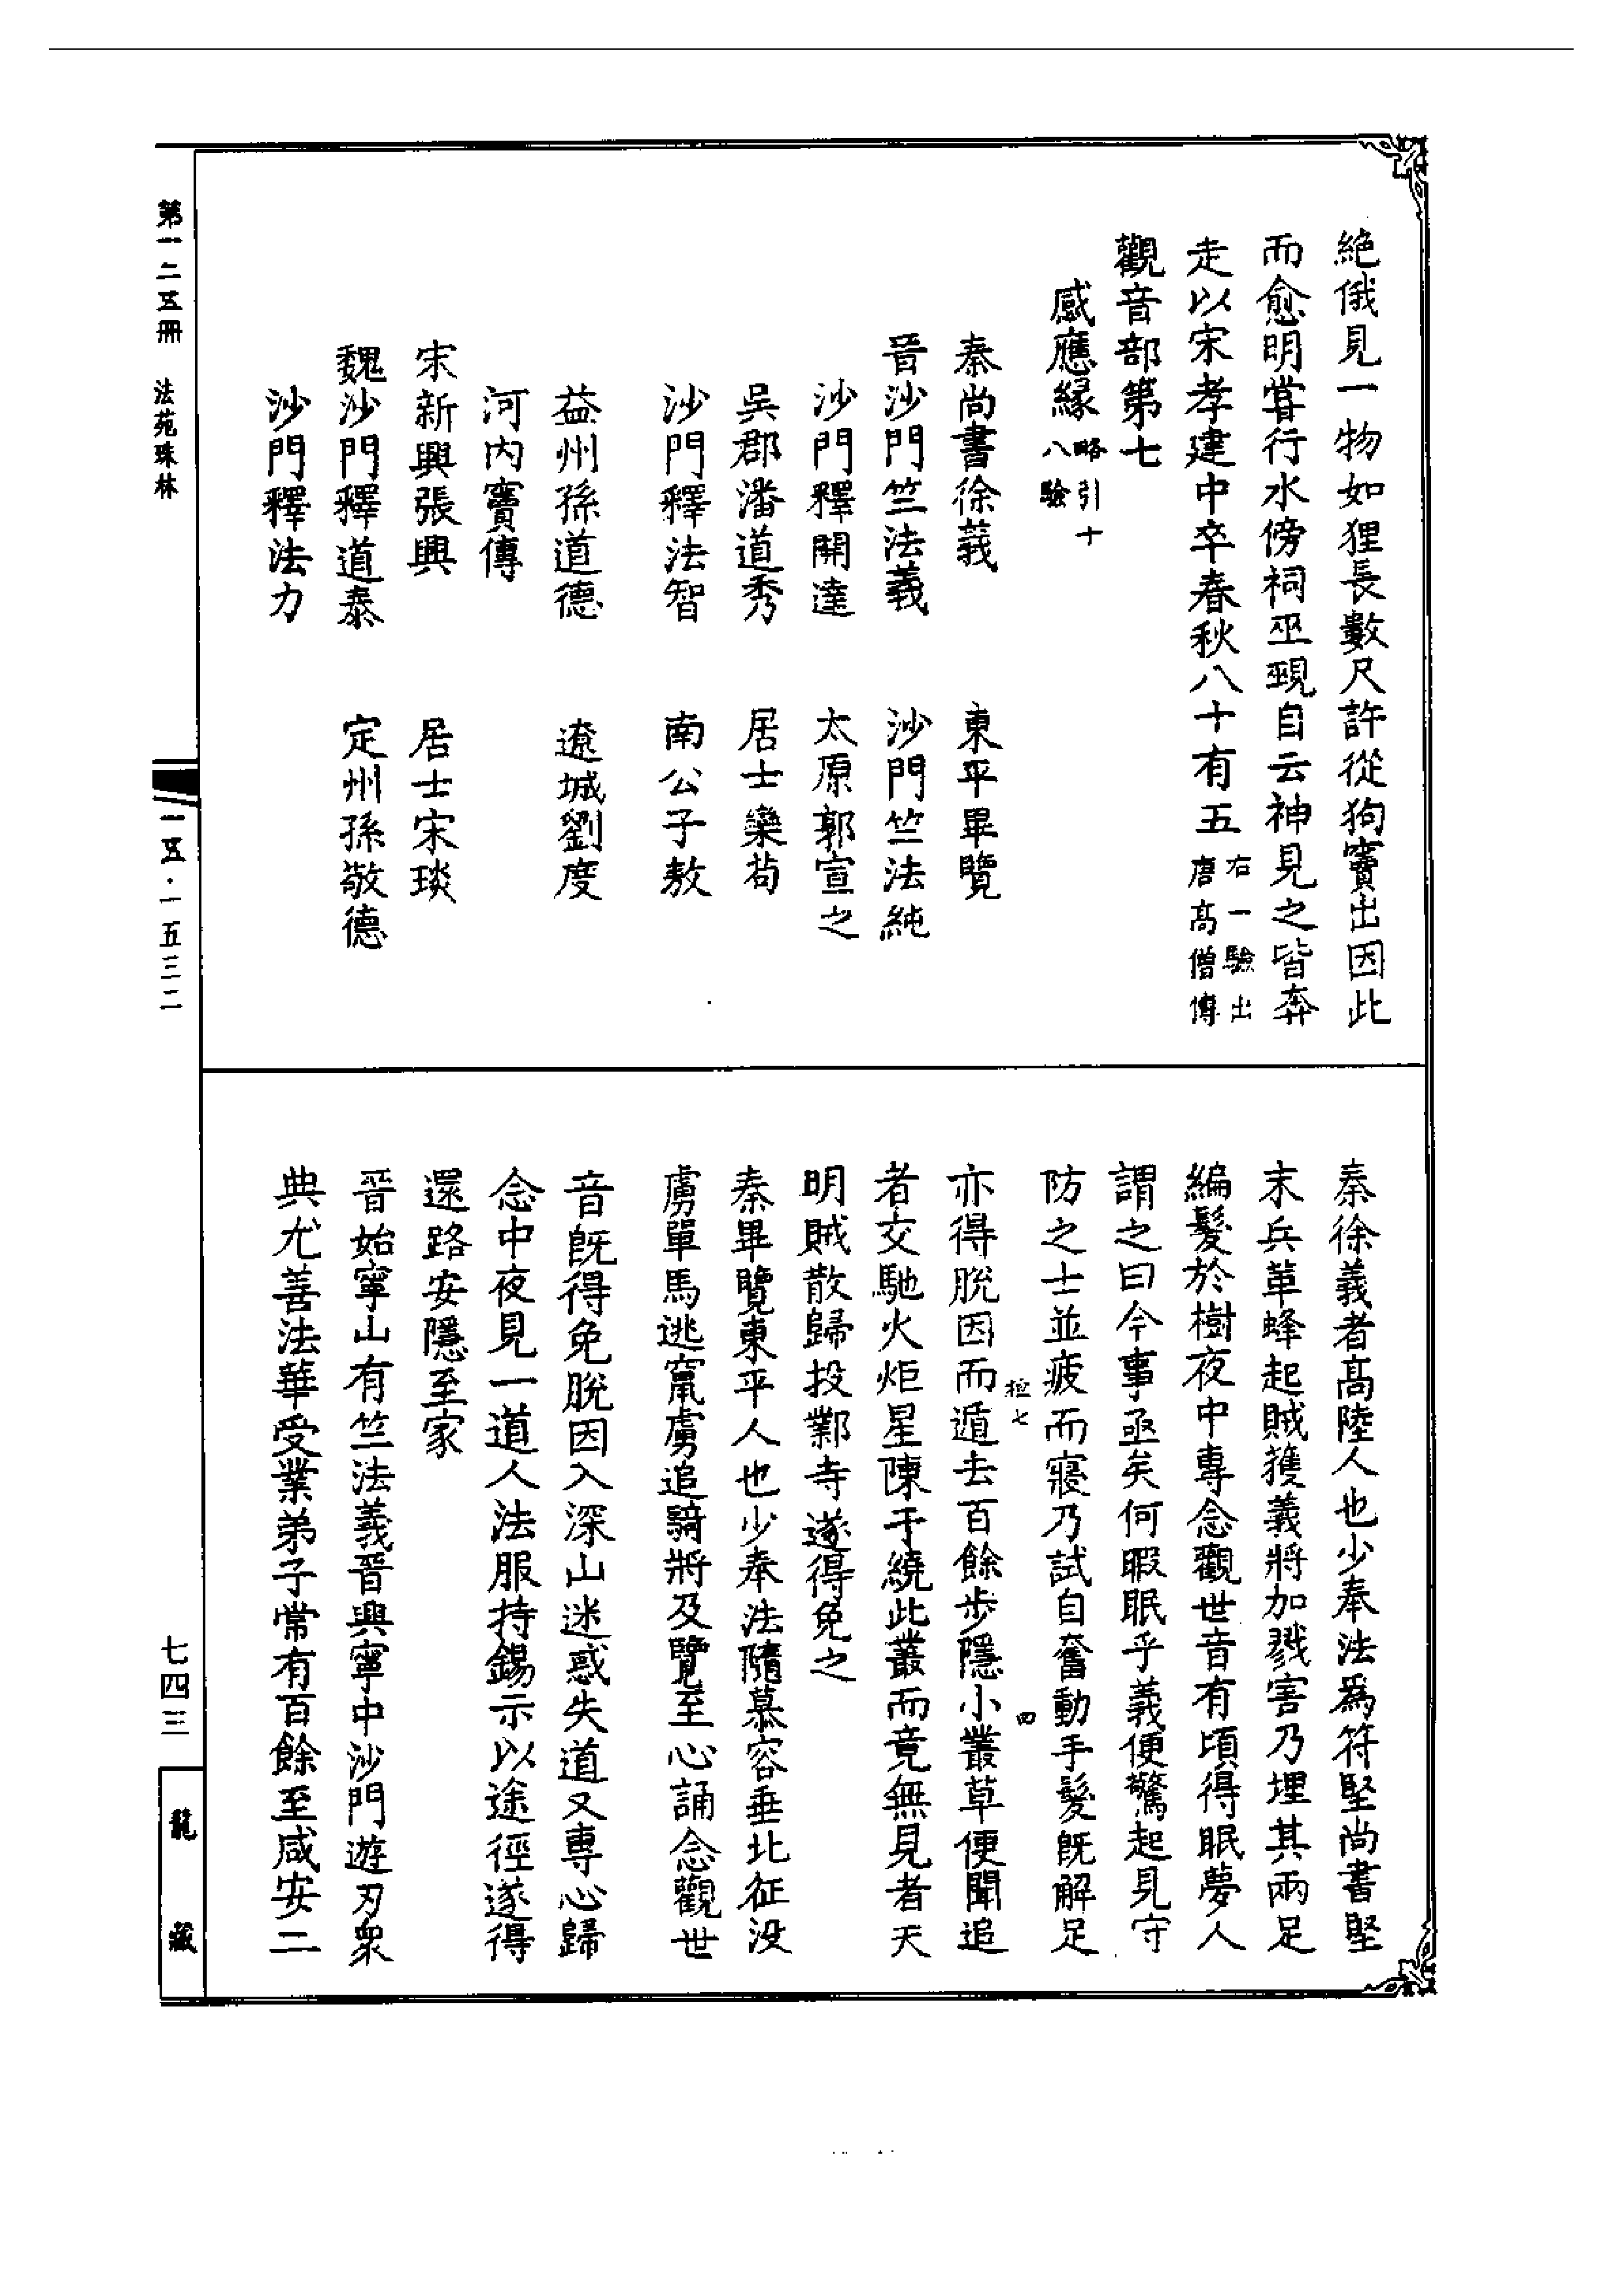 絶俄見一物如狸長數尺許從狗竇出因此
而愈明嘗行水傍祠巫覡自云神見之皆奔
走以宋孝建中卒春秋八十有五右一驗出唐髙僧傳
觀音部第七
感應縁略引十八驗
秦尚書徐義 東平畢覽
晉沙門竺法義 沙門竺法純
沙門釋開達 太原郭宣之
吳郡潘道秀 居士欒苟
沙門釋法智 南公子敖
益州孫道德 遼城劉度
河內竇傳
宋新興張興 居士宋琰
魏沙門釋道泰 定州孫敬德
沙門釋法力
秦徐義者髙陸人也少奉法爲符堅尚書堅
末兵革蜂起賊獲義將加戮害乃埋其兩足
編髮於樹夜中專念觀世音有頃得眠夢人
謂之曰今事亟矣何暇眠乎義便驚起見守
防之士並疲而寢乃試自奮動手髮既解足
亦得脫因而遁去百餘步隱小叢草便聞追
者交馳火炬星陳于繞此叢而竟無見者天
明賊散歸投鄴寺遂得免之
秦畢覽東平人也少奉法隨慕容垂北征没
虜單馬逃竄虜追騎將及覽至心誦念觀世
音既得免脫因入深山迷惑失道又專心歸
念中夜見一道人法服持錫示以途徑遂得
還路安隱至家
晉始寧山有竺法義晉興寧中沙門遊刃衆
典尤善法華受業弟子常有百餘至咸安二
第一二五冊 法苑珠林
一五·一五三二
七四三
龍藏
四